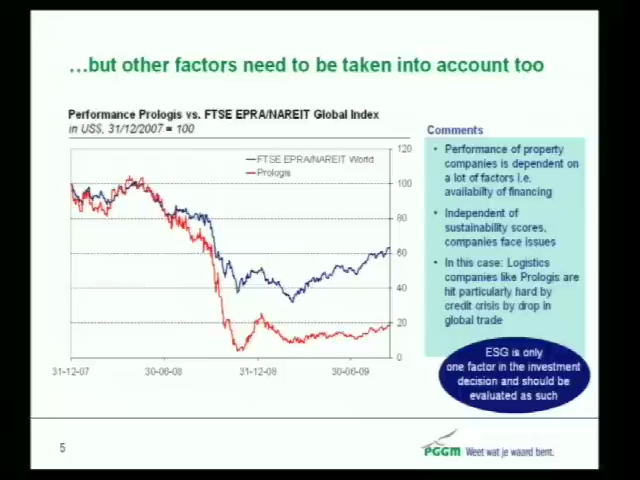 ...but other factors need to be taken into account too
Performance Prologis vs. FTSE EPRA/NAREIT Global Index
in US$, 31/12/2007 = 100
FTSE EPRA/NAREIT World
Prologis
120
100
80
60
40
20
0
31-12-07
30-06-08
31-12-08
30-06-09
Comments
• Performance of property
companies is dependent on
a lot of factors i.e.
availabilty of financing
• Independent of
sustainability scores,
companies face issues
• In this case: Logistics
companies like Prologis are
hit particularly hard by
credit crisis by drop in
global trade
ESG is only
one factor in the investment
decision and should be
evaluated as such
5
PGGM Weet wat je waard bent.